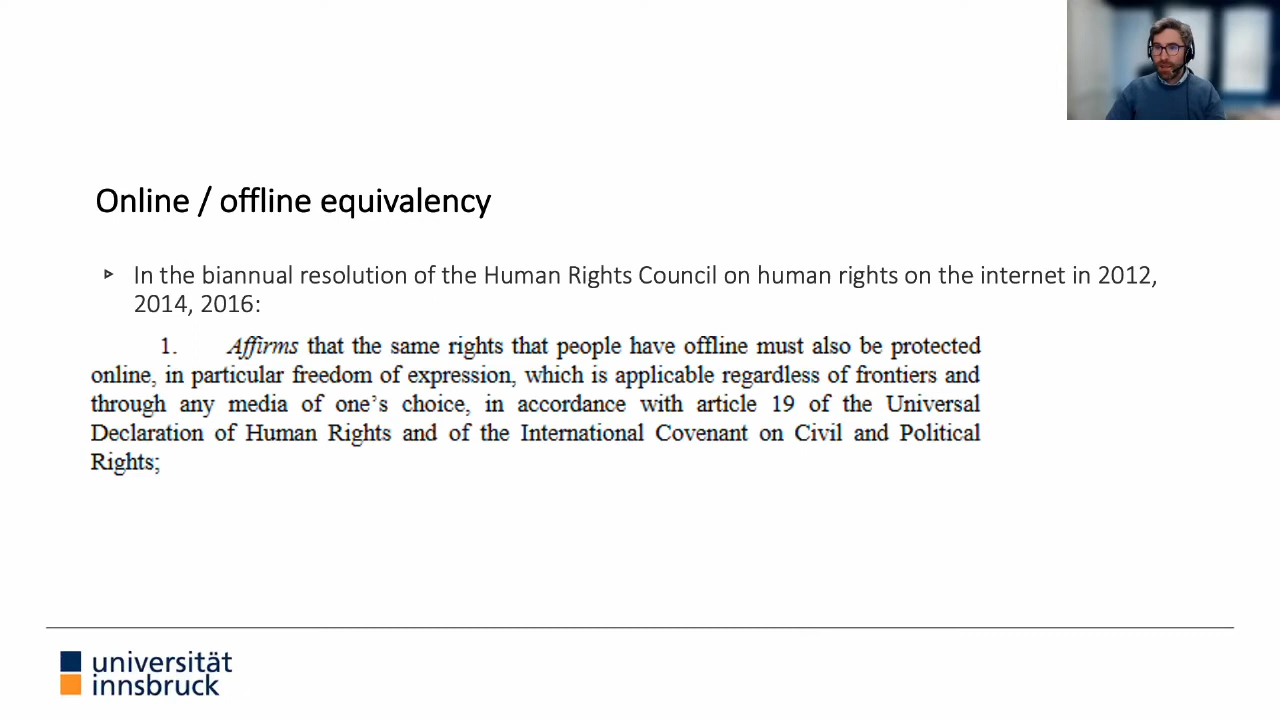 Online / offline equivalency
▹ In the biannual resolution of the Human Rights Council on human rights on the internet in 2012,
2014, 2016:
1. Affirms that the same rights that people have offline must also be protected
online, in particular freedom of expression, which is applicable regardless of frontiers and
through any media of one's choice, in accordance with article 19 of the Universal
Declaration of Human Rights and of the International Covenant on Civil and Political
Rights;
universität
innsbruck